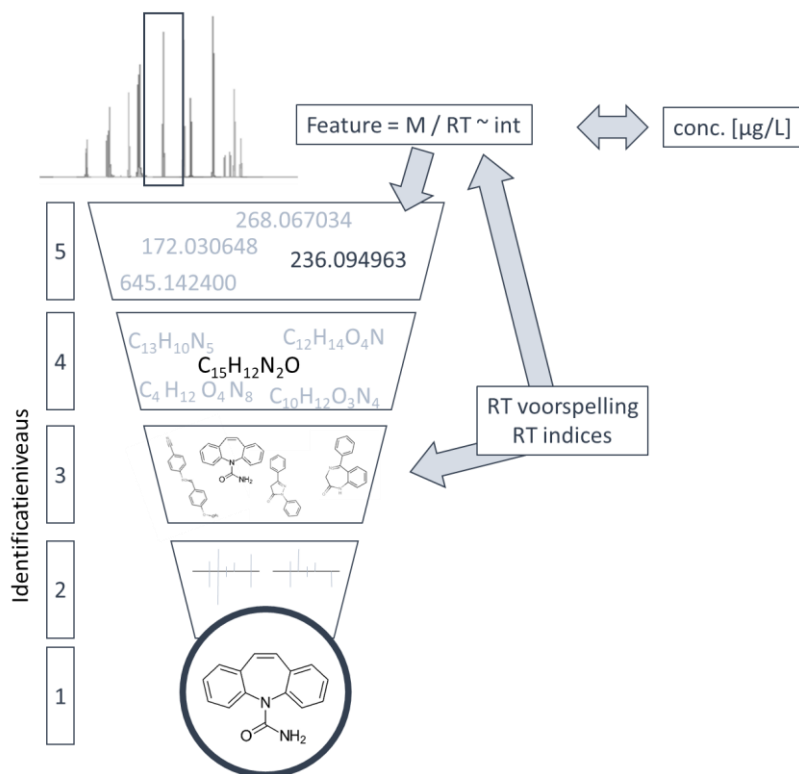 Feature = M / RT ~ int
conc. [µg/L]
5
268.067034
172.030648
236.094963
645.142400
4
C₁₃H₁₀N₅
C₁₂H₁₄O₄N
C₁₅H₁₂N₂O
C₄H₁₂O₄N₈
C₁₀H₁₂O₃N₄
RT voorspelling
RT indices
Identificatieniveaus
3
N
O
NH₂
2
1
N
O
NH₂